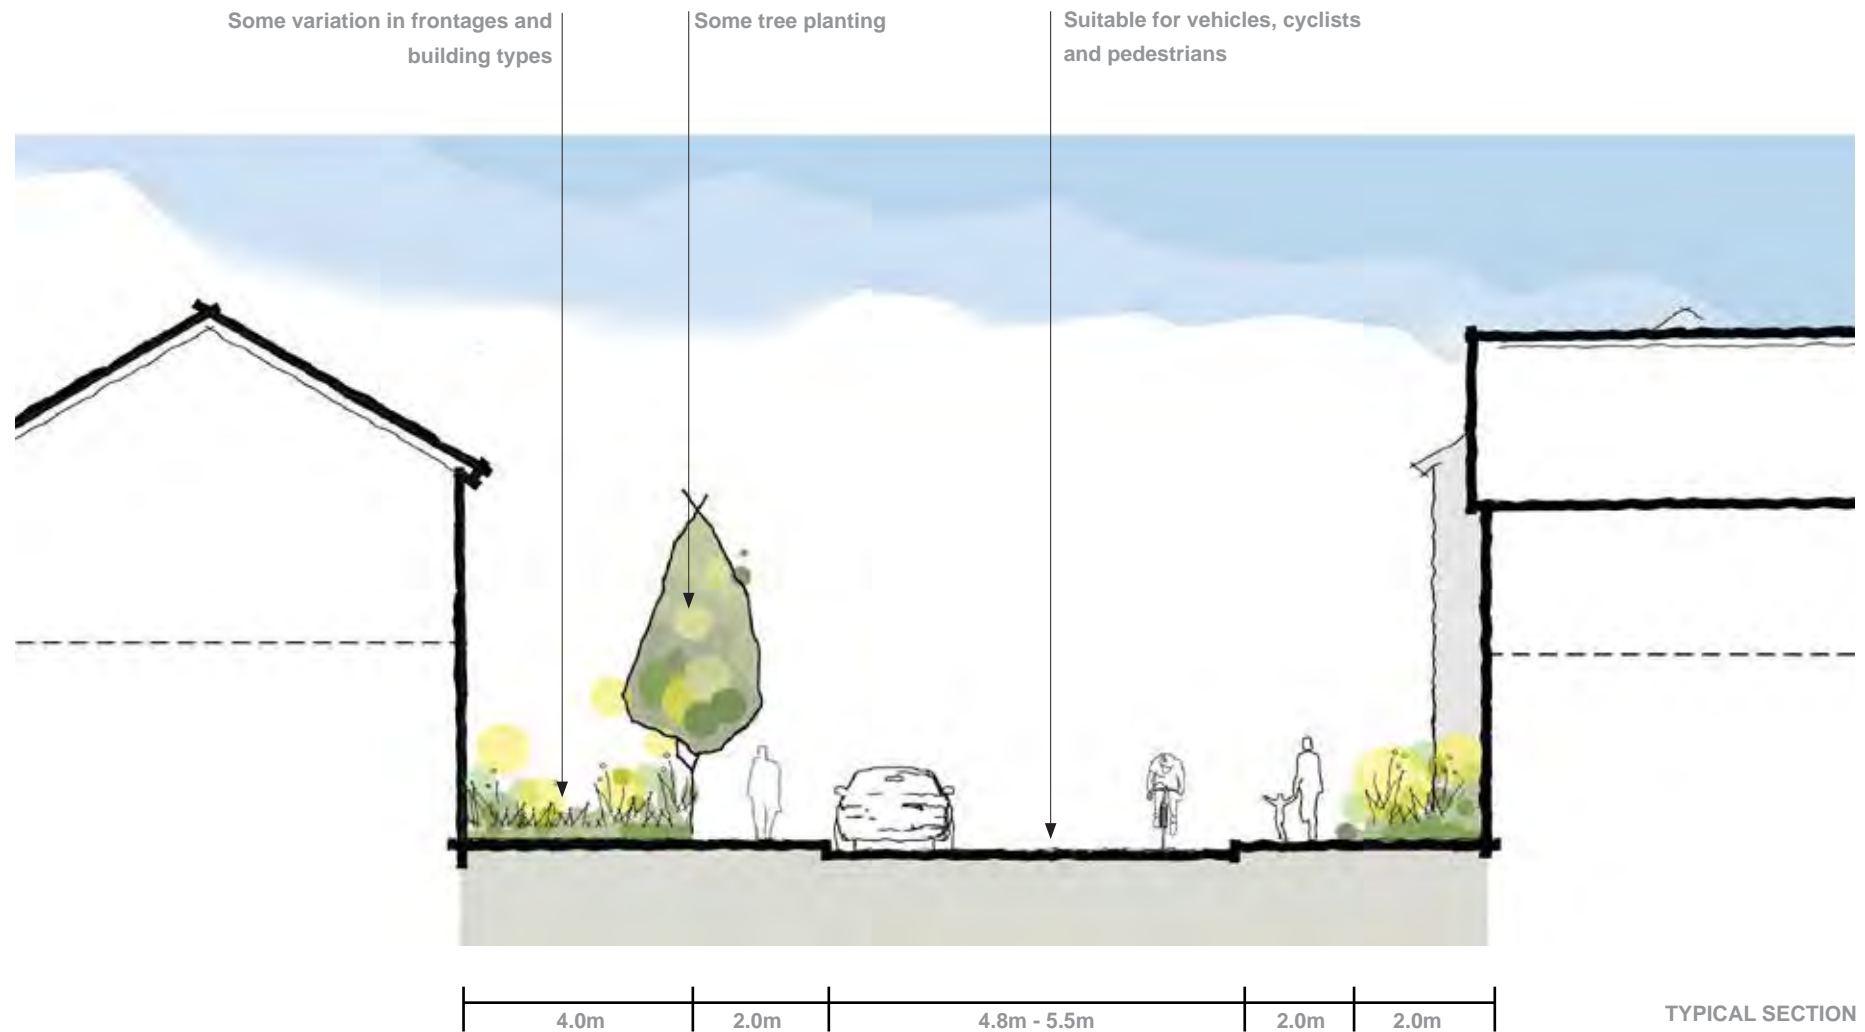 Some variation in frontages and
building types
Some tree planting
Suitable for vehicles, cyclists
and pedestrians
4.0m
2.0m
4.8m - 5.5m
2.0m
2.0m
TYPICAL SECTION